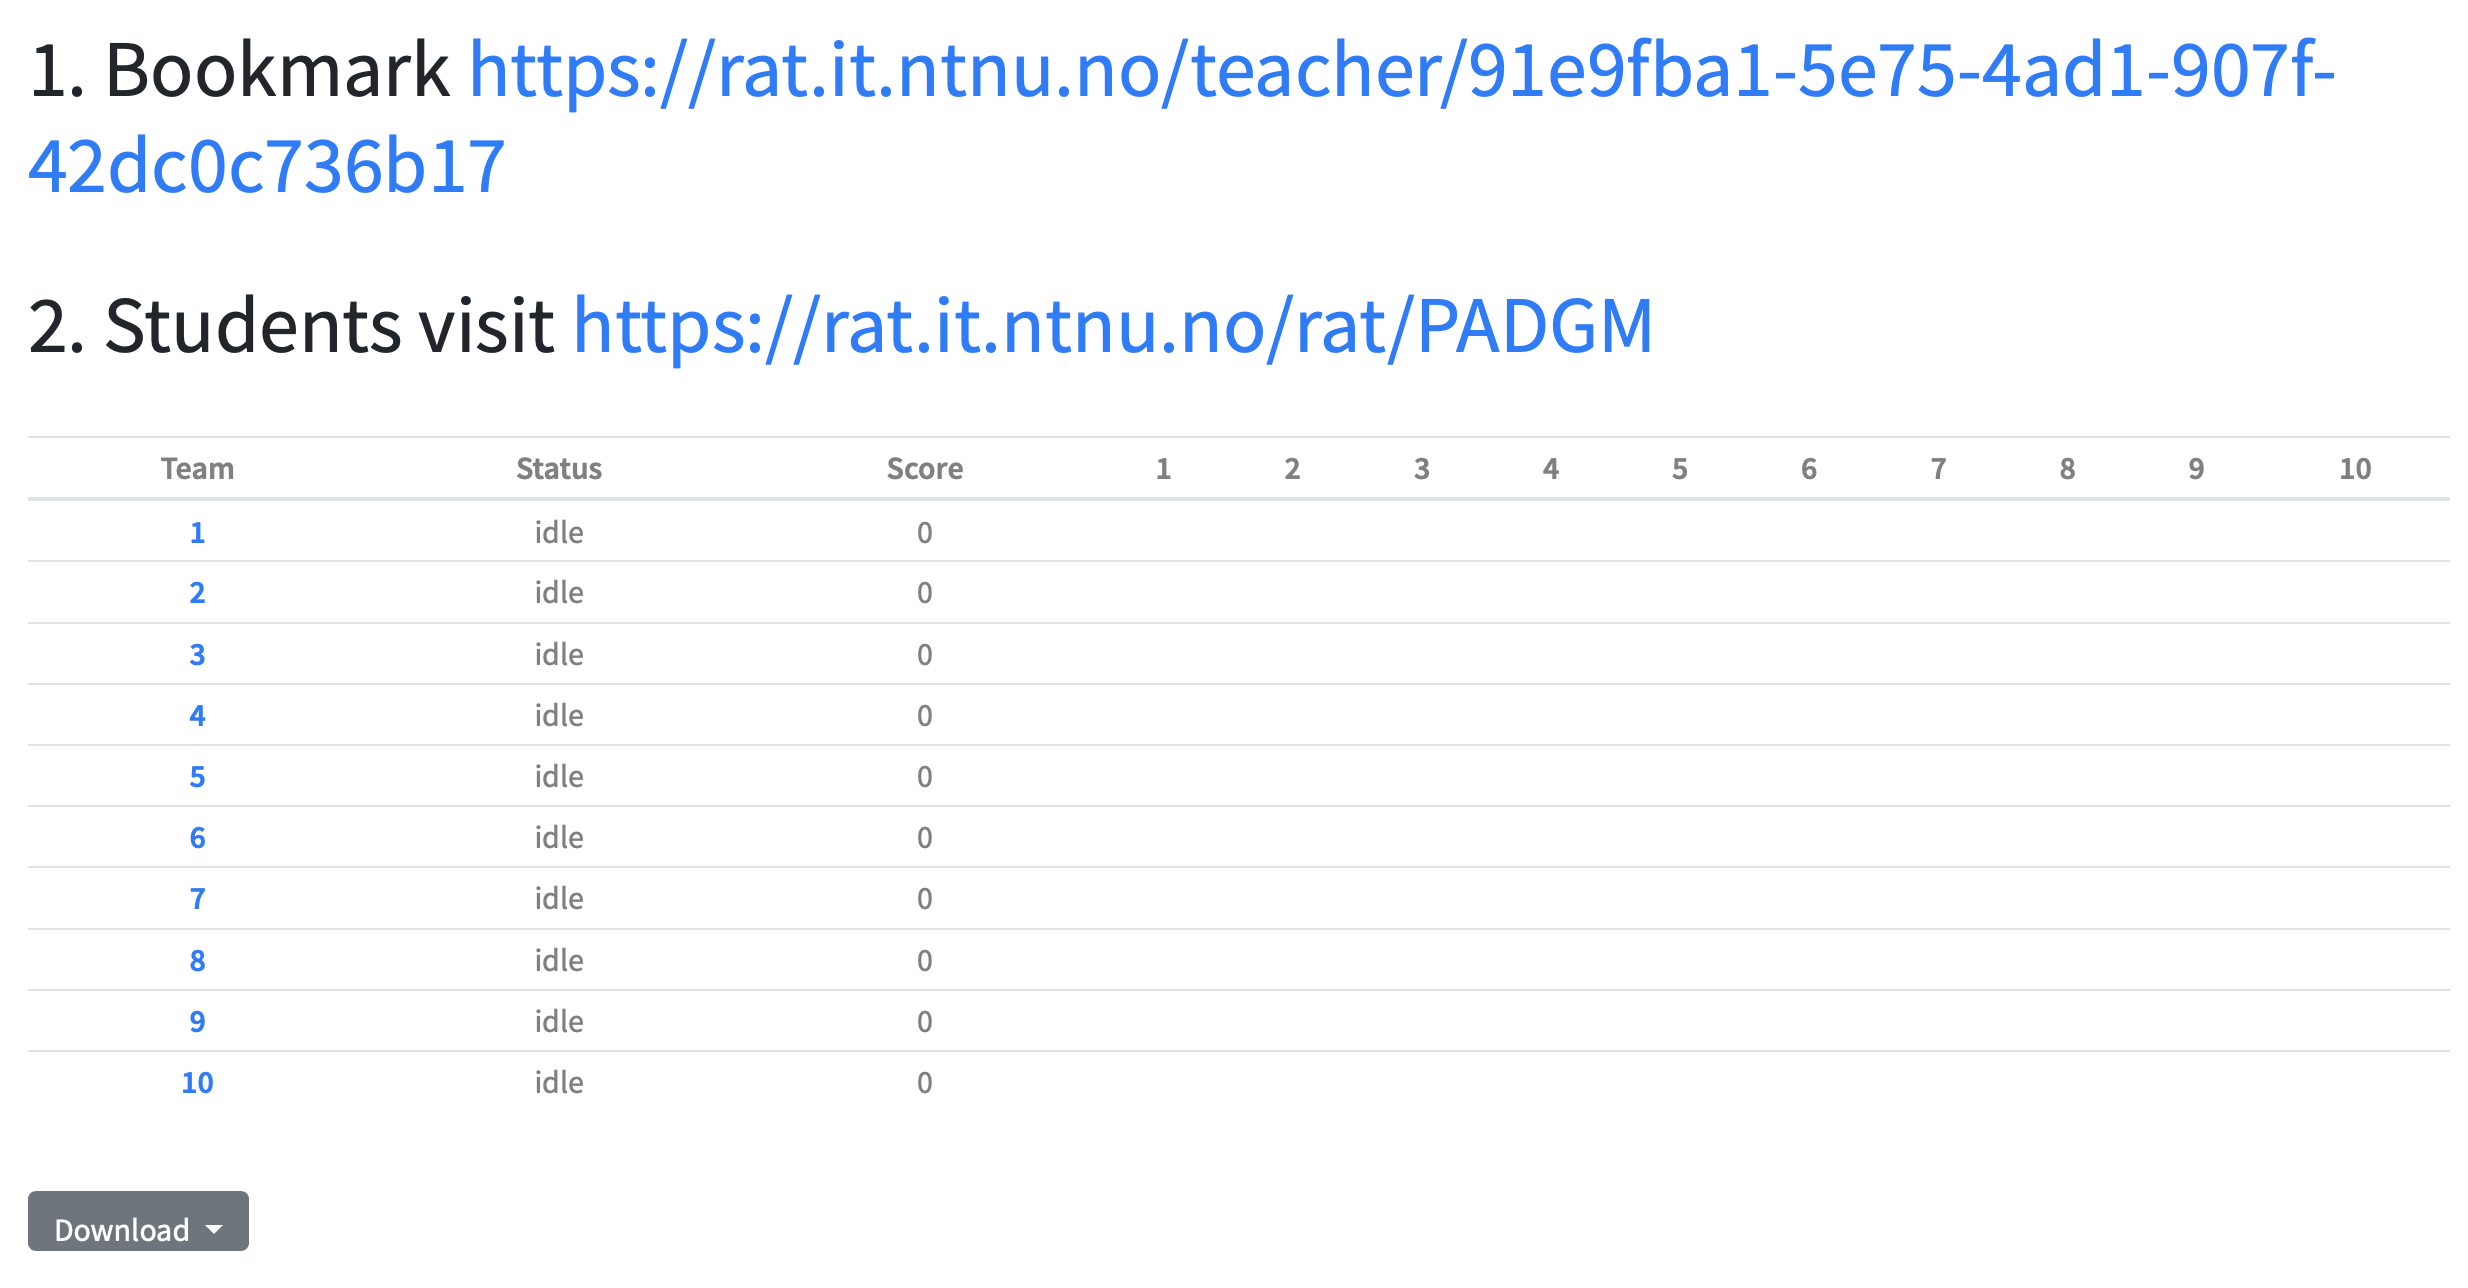 1. Bookmark https://rat.it.ntnu.no/teacher/91e9fba1-5e75-4ad1-907f-
42dc0c736b17
2. Students visit https://rat.it.ntnu.no/rat/PADGM
Team Status Score 1 2 3 4 5 6 7 8 9 10
1 idle 0
2 idle 0
3 idle 0
4 idle 0
5 idle 0
6 idle 0
7 idle 0
8 idle 0
9 idle 0
10 idle 0
Download